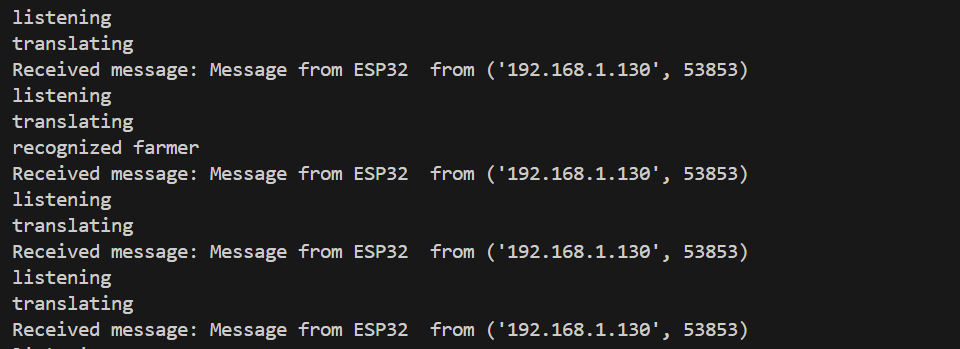 listening
translating
Received message: Message from ESP32  from ('192.168.1.130', 53853)
listening
translating
recognized farmer
Received message: Message from ESP32  from ('192.168.1.130', 53853)
listening
translating
Received message: Message from ESP32  from ('192.168.1.130', 53853)
listening
translating
Received message: Message from ESP32  from ('192.168.1.130', 53853)